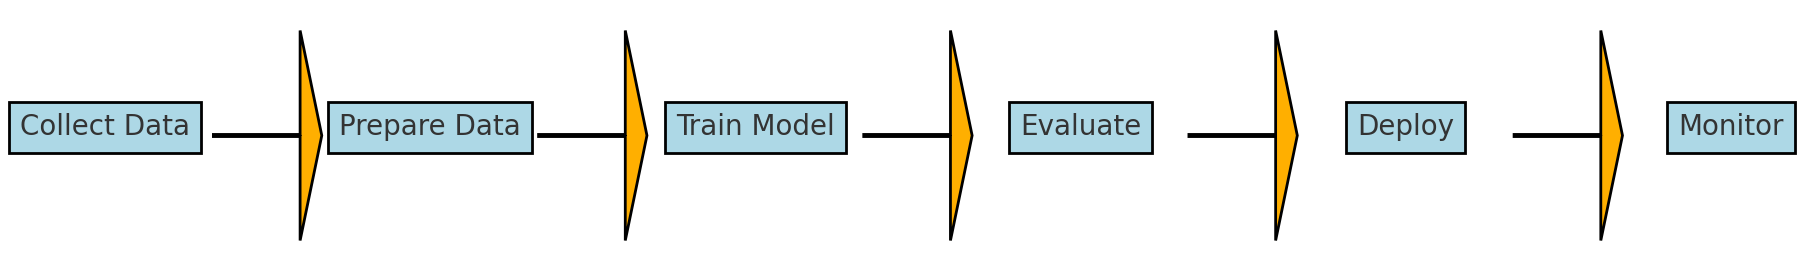 Collect Data
Prepare Data
Train Model
Evaluate
Deploy
Monitor